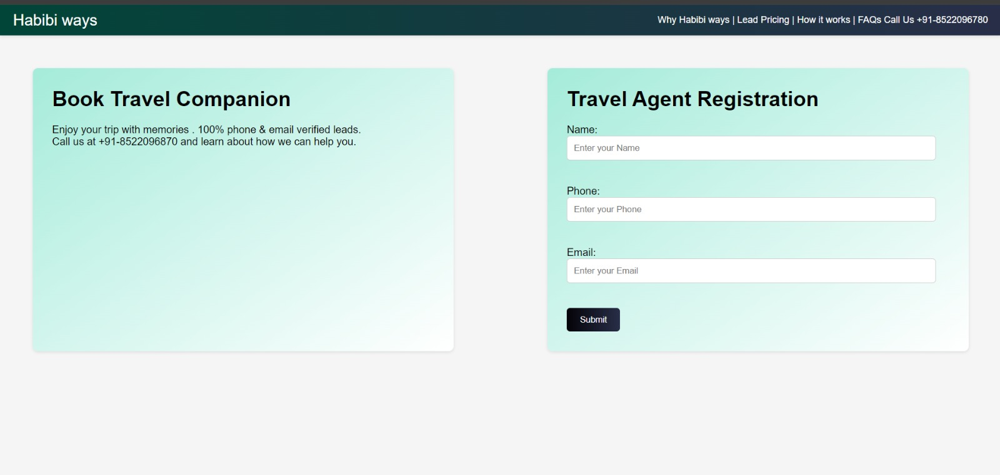 Habibi ways
Why Habibi ways | Lead Pricing | How it works | FAQs Call Us +91-8522096780
Book Travel Companion
Enjoy your trip with memories . 100% phone & email verified leads.
Call us at +91-8522096870 and learn about how we can help you.
Travel Agent Registration
Name:
Enter your Name
Phone:
Enter your Phone
Email:
Enter your Email
Submit